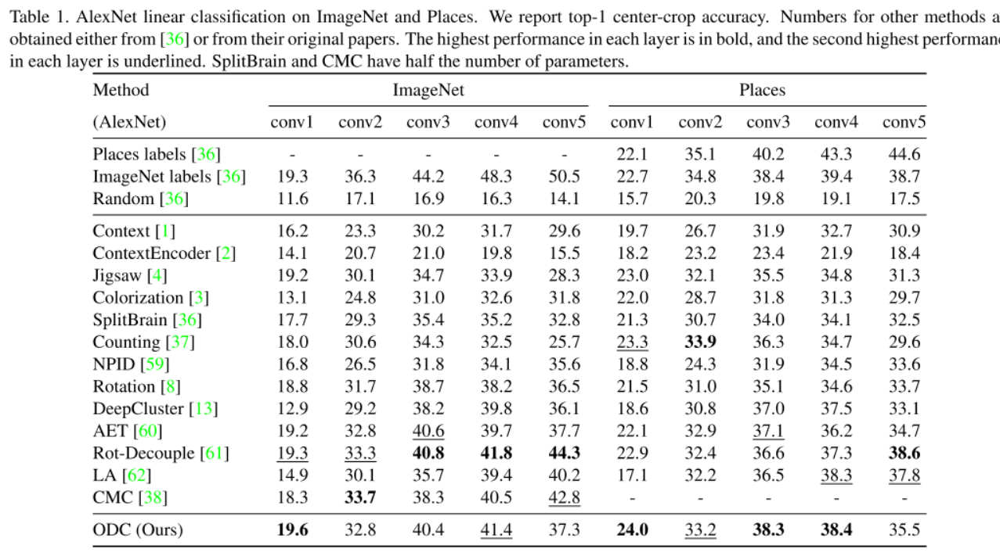 Table 1. AlexNet linear classification on ImageNet and Places. We report top-1 center-crop accuracy. Numbers for other methods a
obtained either from [36] or from their original papers. The highest performance in each layer is in bold, and the second highest performanc
in each layer is underlined. SplitBrain and CMC have half the number of parameters.
Method ImageNet Places
(AlexNet) conv1 conv2 conv3 conv4 conv5 conv1 conv2 conv3 conv4 conv5
Places labels [36] - - - - - 22.1 35.1 40.2 43.3 44.6
ImageNet labels [36] 19.3 36.3 44.2 48.3 50.5 22.7 34.8 38.4 39.4 38.7
Random [36] 11.6 17.1 16.9 16.3 14.1 15.7 20.3 19.8 19.1 17.5
Context [1] 16.2 23.3 30.2 31.7 29.6 19.7 26.7 31.9 32.7 30.9
ContextEncoder [2] 14.1 20.7 21.0 19.8 15.5 18.2 23.2 23.4 21.9 18.4
Jigsaw [4] 19.2 30.1 34.7 33.9 28.3 23.0 32.1 35.5 34.8 31.3
Colorization [3] 13.1 24.8 31.0 32.6 31.8 22.0 28.7 31.8 31.3 29.7
SplitBrain [36] 17.7 29.3 35.4 35.2 32.8 21.3 30.7 34.0 34.1 32.5
Counting [37] 18.0 30.6 34.3 32.5 25.7 23.3 33.9 36.3 34.7 29.6
NPID [59] 16.8 26.5 31.8 34.1 35.6 18.8 24.3 31.9 34.5 33.6
Rotation [8] 18.8 31.7 38.7 38.2 36.5 21.5 31.0 35.1 34.6 33.7
DeepCluster [13] 12.9 29.2 38.2 39.8 36.1 18.6 30.8 37.0 37.5 33.1
AET [60] 19.2 32.8 40.6 39.7 37.7 22.1 32.9 37.1 36.2 34.7
Rot-Decouple [61] 19.3 33.3 40.8 41.8 44.3 22.9 32.4 36.6 37.3 38.6
LA [62] 14.9 30.1 35.7 39.4 40.2 17.1 32.2 36.5 38.3 37.8
CMC [38] 18.3 33.7 38.3 40.5 42.8 - - - - -
ODC (Ours) 19.6 32.8 40.4 41.4 37.3 24.0 33.2 38.3 38.4 35.5